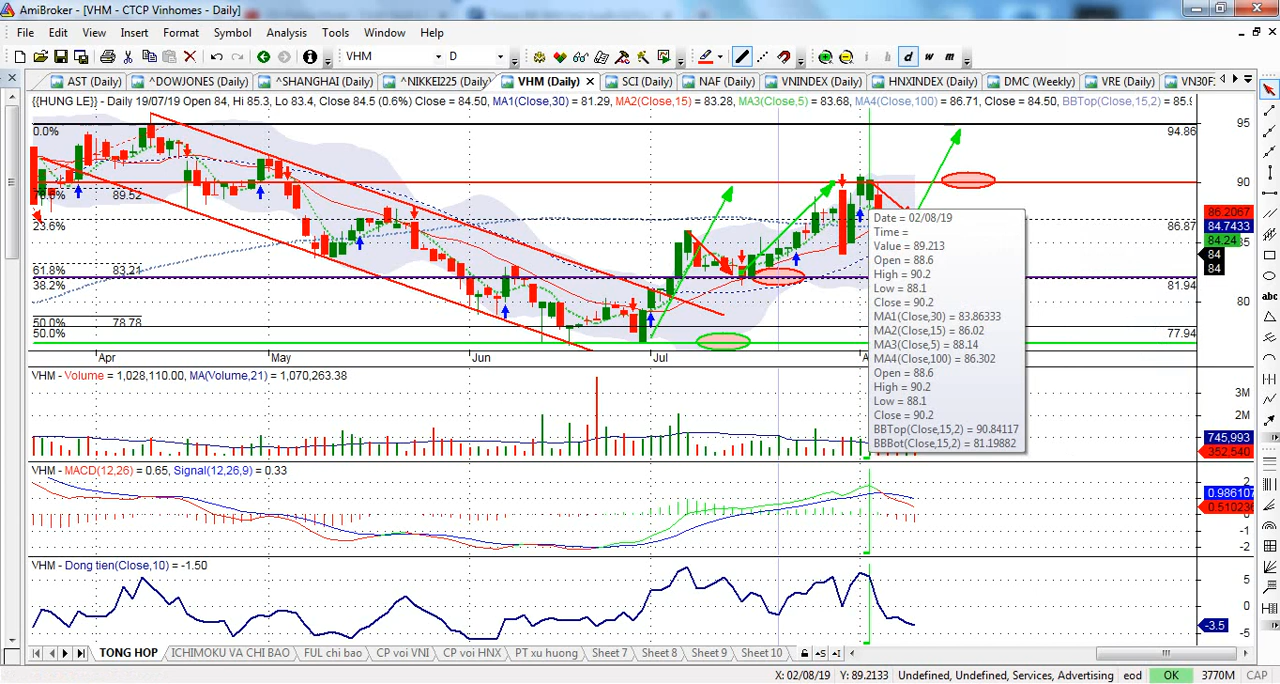 AmiBroker - [VHM - CTCP Vinhomes - Daily]
File Edit View Insert Format Symbol Analysis Tools Window Help
VHM D i h d w m
AST (Daily) ^DOWJONES (Daily) ^SHANGHAI (Daily) ^NIKKEI225 (Daily) VHM (Daily) SCI (Daily) NAF (Daily) VNINDEX (Daily) HNXINDEX (Daily) DMC (Weekly) VRE (Daily) VN30F
{{HUNG LE}} - Daily 19/07/19 Open 84, Hi 85.3, Lo 83.4, Close 84.5 (0.6%) Close = 84.50, MA1(Close,30) = 81.29, MA2(Close,15) = 83.28, MA3(Close,5) = 83.68, MA4(Close,100) = 86.71, Close = 84.50, BBTop(Close,15,2) = 85.
0.0% 94.86 95
89.52 90
23.6% 86.87
86.2067
84.7433
84.24
85
84
84
61.8% 83.21
38.2% 81.94
80
50.0% 78.78
50.0% 77.94
Apr May Jun Jul A
Date = 02/08/19
Time =
Value = 89.213
Open = 88.6
High = 90.2
Low = 88.1
Close = 90.2
MA1(Close,30) = 83.86333
MA2(Close,15) = 86.02
MA3(Close,5) = 88.14
MA4(Close,100) = 86.302
Open = 88.6
High = 90.2
Low = 88.1
Close = 90.2
BBTop(Close,15,2) = 90.84117
BBBot(Close,15,2) = 81.19882
VHM - Volume = 1,028,110.00, MA(Volume,21) = 1,070,263.38
3M
2M
745,993
352,540
VHM - MACD(12,26) = 0.65, Signal(12,26,9) = 0.33
2
0.986107
0.510236
0
-1
-2
VHM - Dong tien(Close,10) = -1.50
5
0
-3.5
-5
TONG HOP ICHIMOKU VA CHI BAO FUL chi bao CP voi VNI CP voi HNX PT xu huong Sheet 7 Sheet 8 Sheet 9 Sheet 10
X: 02/08/19 Y: 89.2133 Undefined, Undefined, Services, Advertising eod OK 3770M CAP